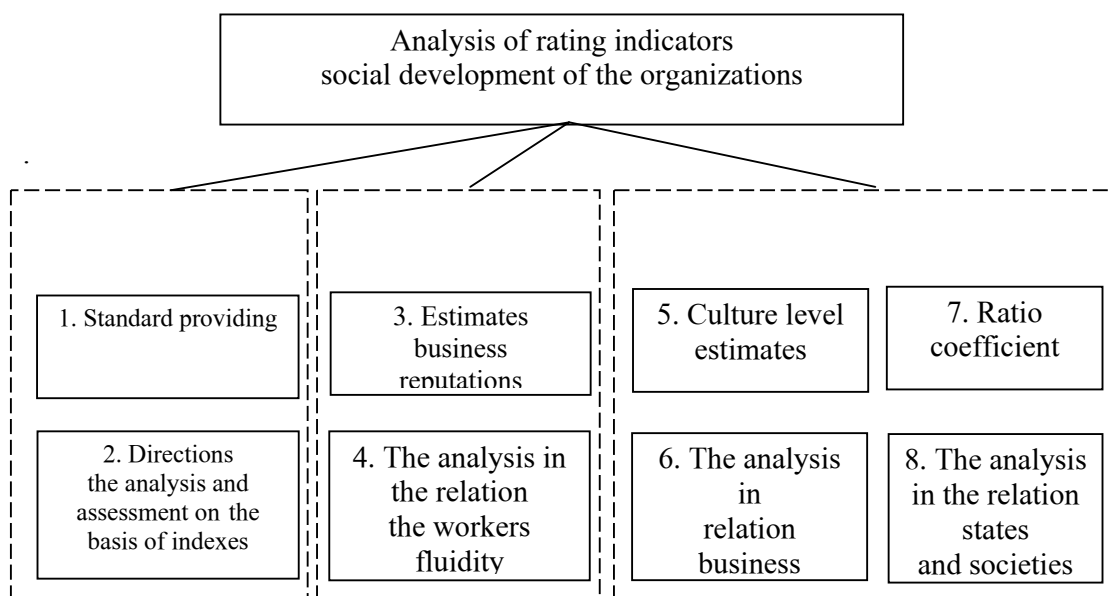 Analysis of rating indicators
social development of the organizations
1. Standard providing
2. Directions
the analysis and
assessment on the
basis of indexes
3. Estimates
business
reputations
4. The analysis in
the relation
the workers
fluidity
5. Culture level
estimates
6. The analysis
in
relation
business
7. Ratio
coefficient
8. The analysis
in the relation
states
and societies